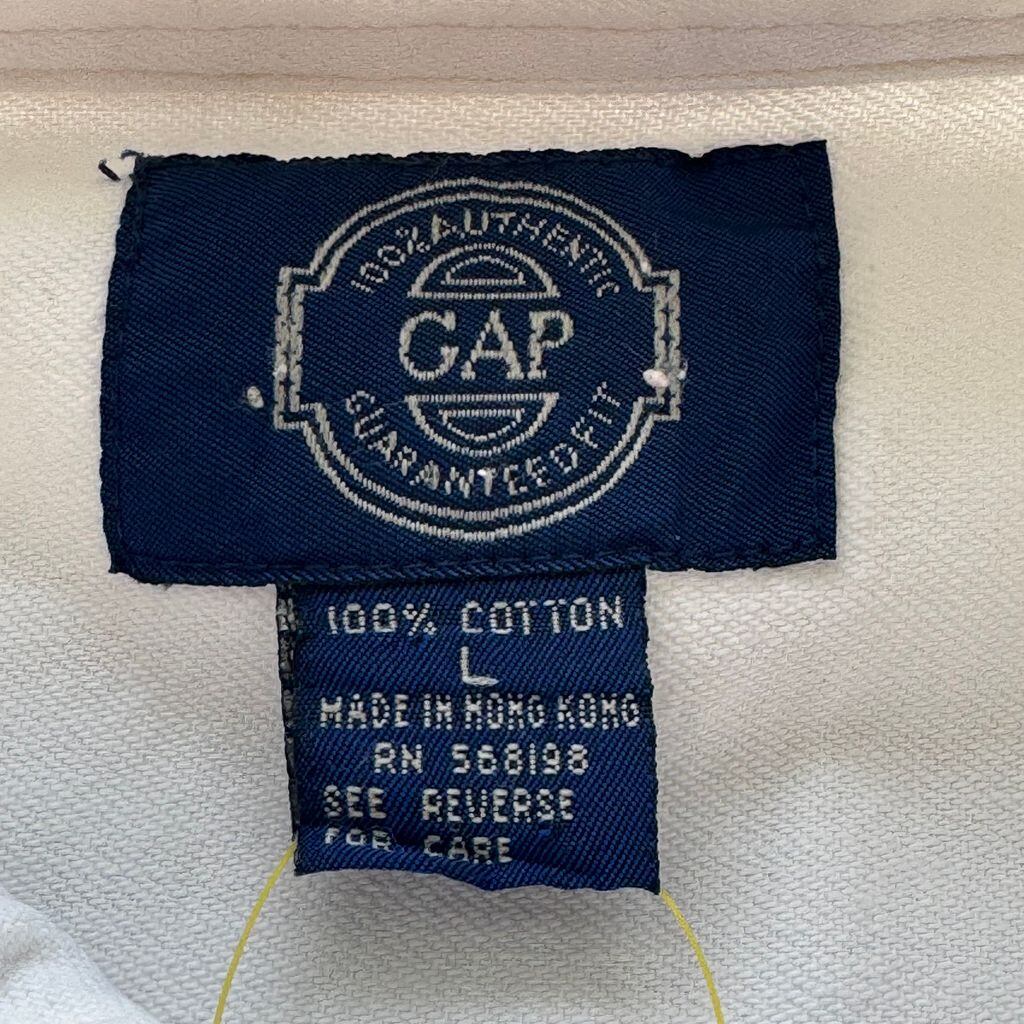 100% AUTHENTIC
GAP
GUARANTEED FIT
100% COTTON
L
MADE IN HONG KONG
RN 568198
SEE REVERSE
FOR CARE